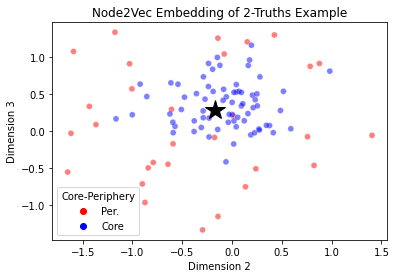 Node2Vec Embedding of 2-Truths Example
Dimension 3
1.0
0.5
0.0
−0.5
−1.0
Core-Periphery
Per.
Core
−1.5
−1.0
−0.5
0.0
0.5
1.0
1.5
Dimension 2